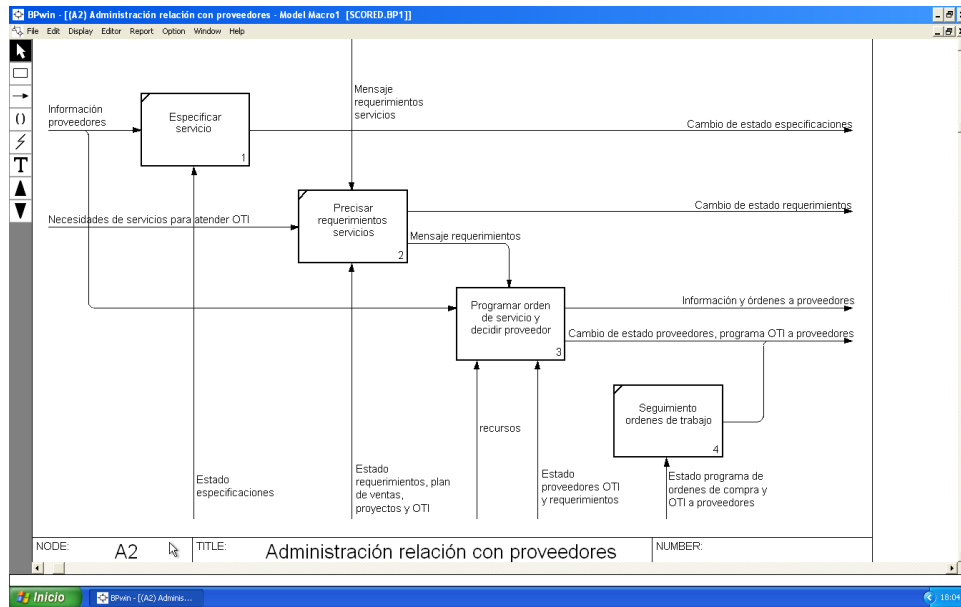 BPwin - [(A2) Administración relación con proveedores - Model Macro1 [SCORED.BP1]]
File Edit Display Editor Report Option Window Help
Mensaje
requerimientos
servicios
Información
proveedores
Especificar
servicio
1
Cambio de estado especificaciones
Necesidades de servicios para atender OTI
Precisar
requerimientos
servicios
2
Cambio de estado requerimientos
Mensaje requerimientos
Programar orden
de servicio y
decidir proveedor
3
Información y órdenes a proveedores
Cambio de estado proveedores, programa OTI a proveedores
Seguimiento
ordenes de trabajo
4
recursos
Estado
especificaciones
Estado
requerimientos, plan
de ventas,
proyectos y OTI
Estado
proveedores OTI
y requerimientos
Estado programa de
ordenes de compra y
OTI a proveedores
NODE:
A2
TITLE:
Administración relación con proveedores
NUMBER:
Inicio
BPwin - [(A2) Adminis...
18:04